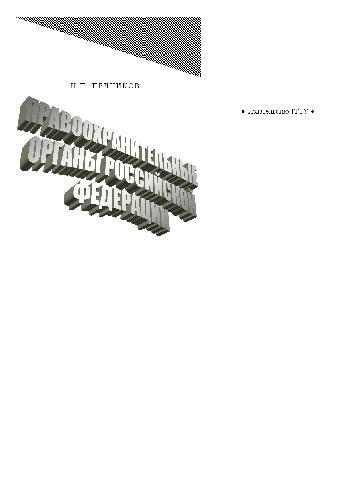 ПРАВООХРАНИТЕЛЬНЫЕ
ОРГАНЫ РОССИЙСКОЙ
ФЕДЕРАЦИИ